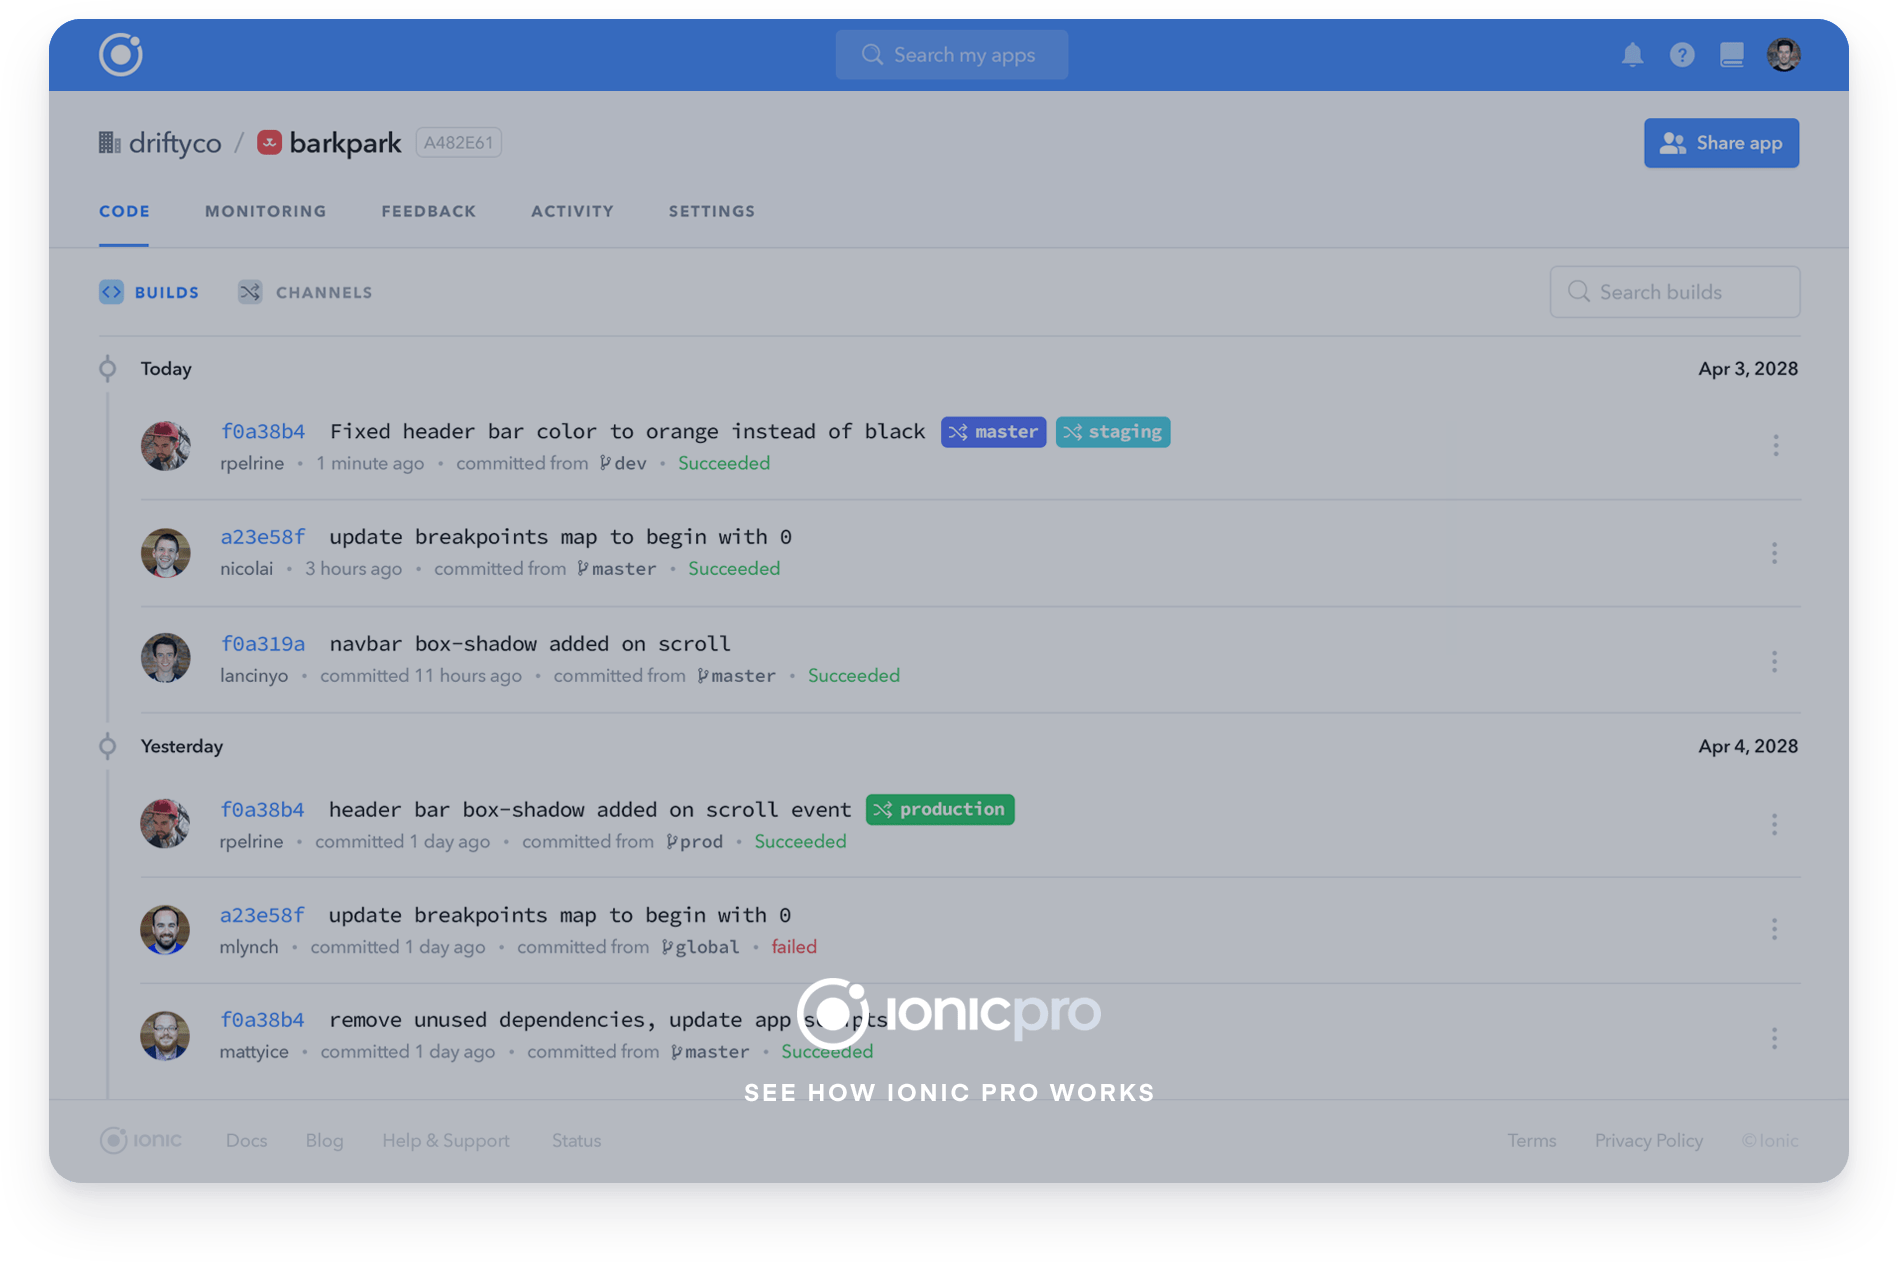 Search my apps
driftyco / barkpark A482E61
Share app
CODE MONITORING FEEDBACK ACTIVITY SETTINGS
BUILDS CHANNELS
Search builds
Today Apr 3, 2028
f0a38b4 Fixed header bar color to orange instead of black master staging
rpelrine • 1 minute ago • committed from dev • Succeeded
a23e58f update breakpoints map to begin with 0
nicolai • 3 hours ago • committed from master • Succeeded
f0a319a navbar box-shadow added on scroll
lancinyo • committed 11 hours ago • committed from master • Succeeded
Yesterday Apr 4, 2028
f0a38b4 header bar box-shadow added on scroll event production
rpelrine • committed 1 day ago • committed from prod • Succeeded
a23e58f update breakpoints map to begin with 0
mlynch • committed 1 day ago • committed from global • failed
f0a38b4 remove unused dependencies, update app scripts
mattyice • committed 1 day ago • committed from master • Succeeded
ionicpro
SEE HOW IONIC PRO WORKS
IONIC Docs Blog Help & Support Status Terms Privacy Policy © Ionic